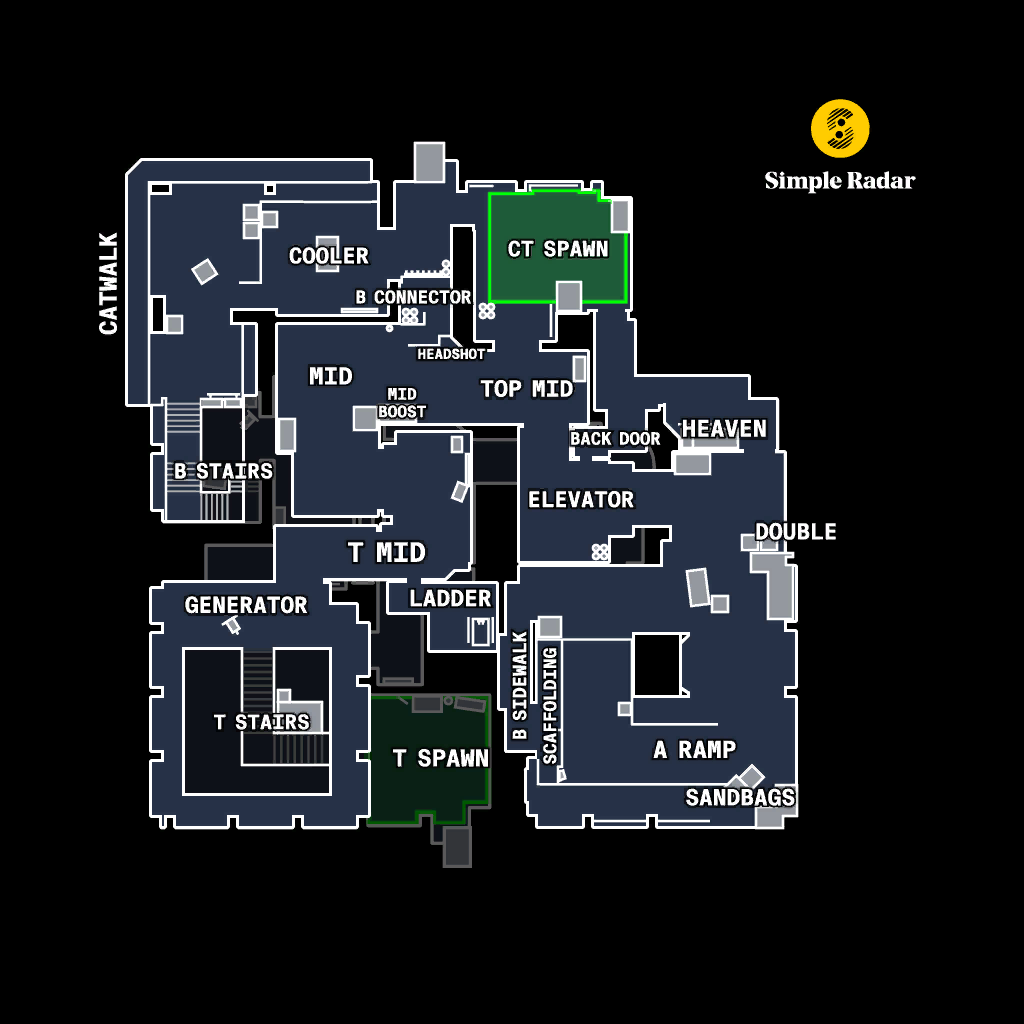 Simple Radar
CATWALK
COOLER
CT SPAWN
B CONNECTOR
HEADSHOT
MID
TOP MID
MID
BOOST
BACK DOOR
HEAVEN
B STAIRS
ELEVATOR
DOUBLE
T MID
LADDER
GENERATOR
B SIDEWALK
SCAFFOLDING
T STAIRS
T SPAWN
A RAMP
SANDBAGS